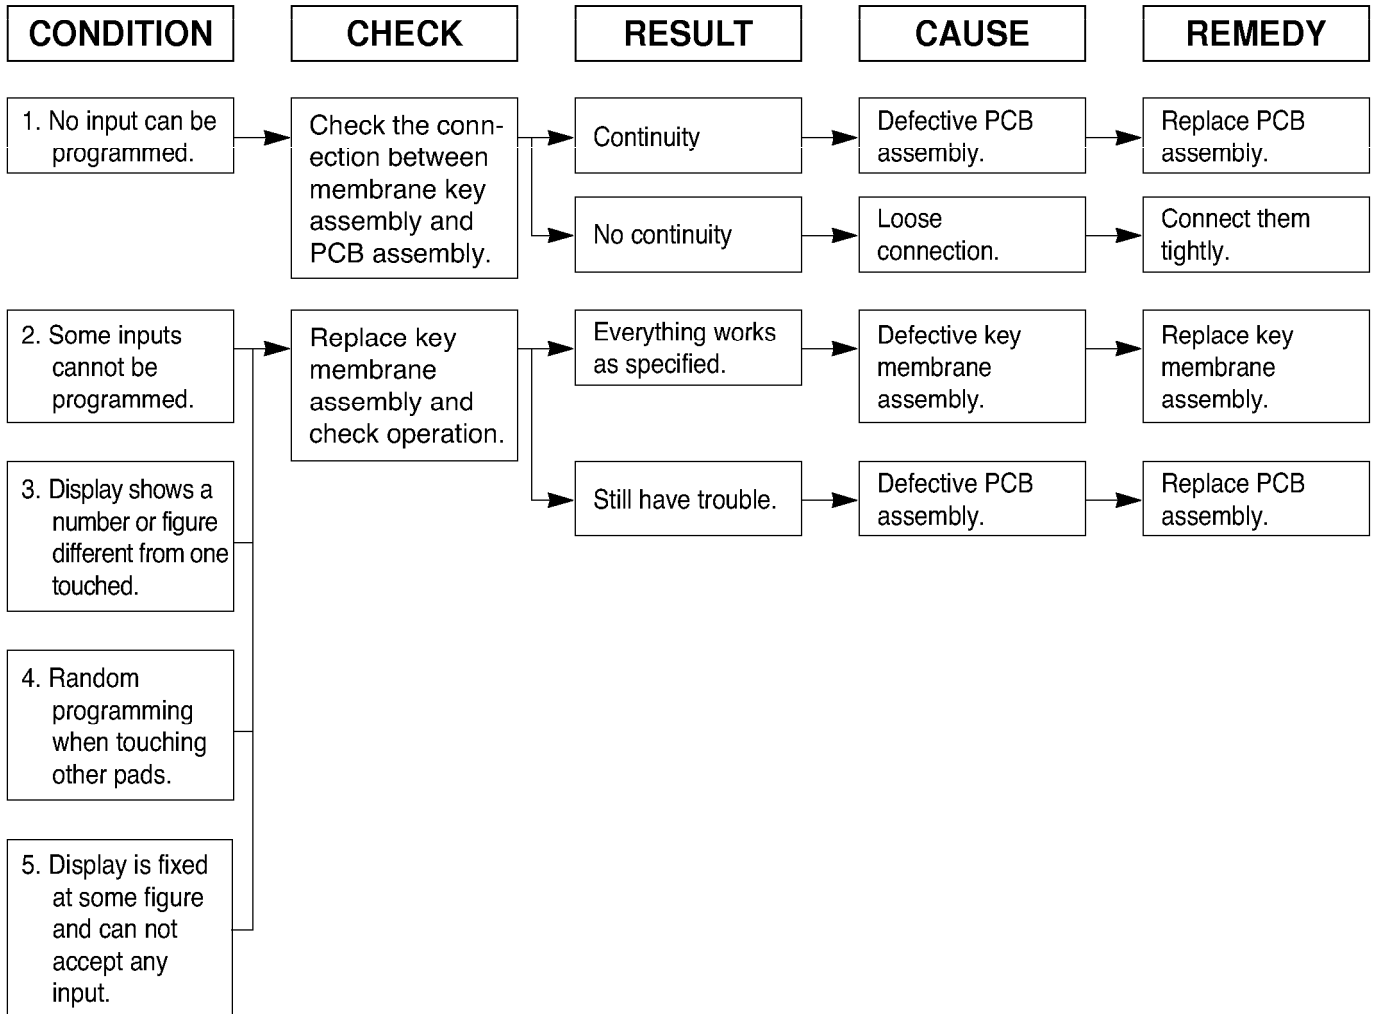 CONDITION
CHECK
RESULT
CAUSE
REMEDY
1. No input can be
programmed.
Check the conn-
ection between
membrane key
assembly and
PCB assembly.
Continuity
Defective PCB
assembly.
Replace PCB
assembly.
No continuity
Loose
connection.
Connect them
tightly.
2. Some inputs
cannot be
programmed.
Replace key
membrane
assembly and
check operation.
Everything works
as specified.
Defective key
membrane
assembly.
Replace key
membrane
assembly.
3. Display shows a
number or figure
different from one
touched.
Still have trouble.
Defective PCB
assembly.
Replace PCB
assembly.
4. Random
programming
when touching
other pads.
5. Display is fixed
at some figure
and can not
accept any
input.